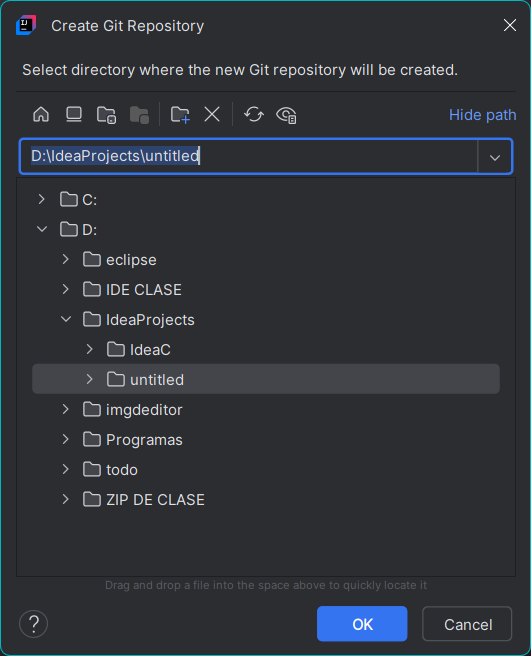 Create Git Repository
Select directory where the new Git repository will be created.
Hide path
D:\IdeaProjects\untitled
C:
D:
eclipse
IDE CLASE
IdeaProjects
IdeaC
untitled
imgdeditor
Programas
todo
ZIP DE CLASE
Drag and drop a file into the space above to quickly locate it
?
OK
Cancel